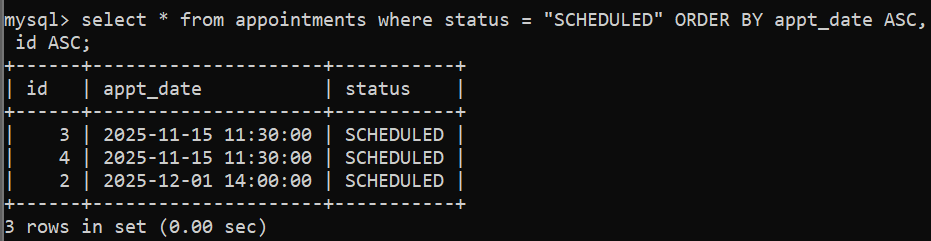 mysql> select * from appointments where status = "SCHEDULED" ORDER BY appt_date ASC,
 id ASC;
+------+---------------------+-----------+
| id   | appt_date           | status    |
+------+---------------------+-----------+
|    3 | 2025-11-15 11:30:00 | SCHEDULED |
|    4 | 2025-11-15 11:30:00 | SCHEDULED |
|    2 | 2025-12-01 14:00:00 | SCHEDULED |
+------+---------------------+-----------+
3 rows in set (0.00 sec)